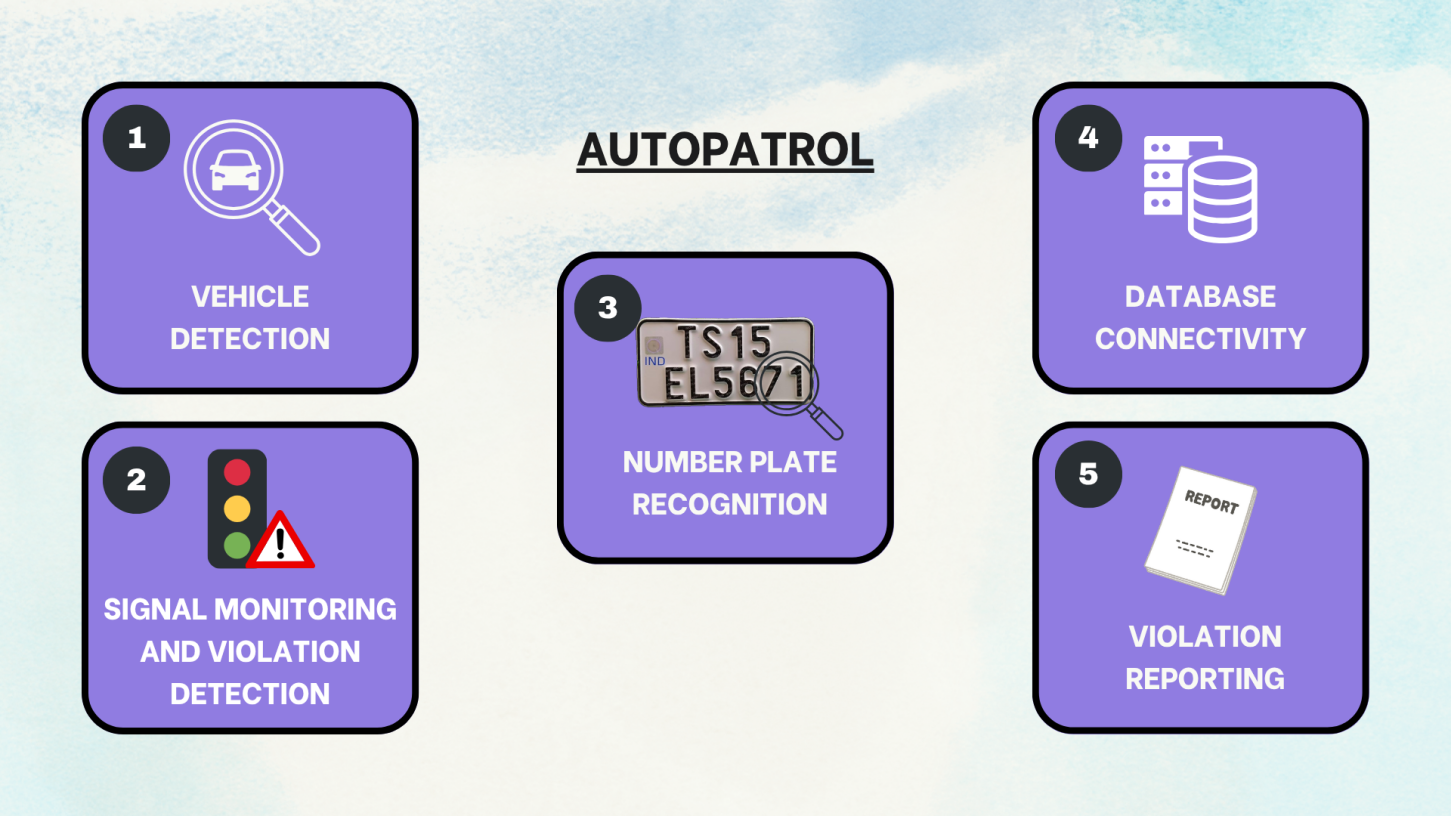 AUTOPATROL
1
VEHICLE
DETECTION
2
SIGNAL MONITORING
AND VIOLATION
DETECTION
3
TS15
IND
EL5671
NUMBER PLATE
RECOGNITION
4
DATABASE
CONNECTIVITY
5
REPORT
VIOLATION
REPORTING